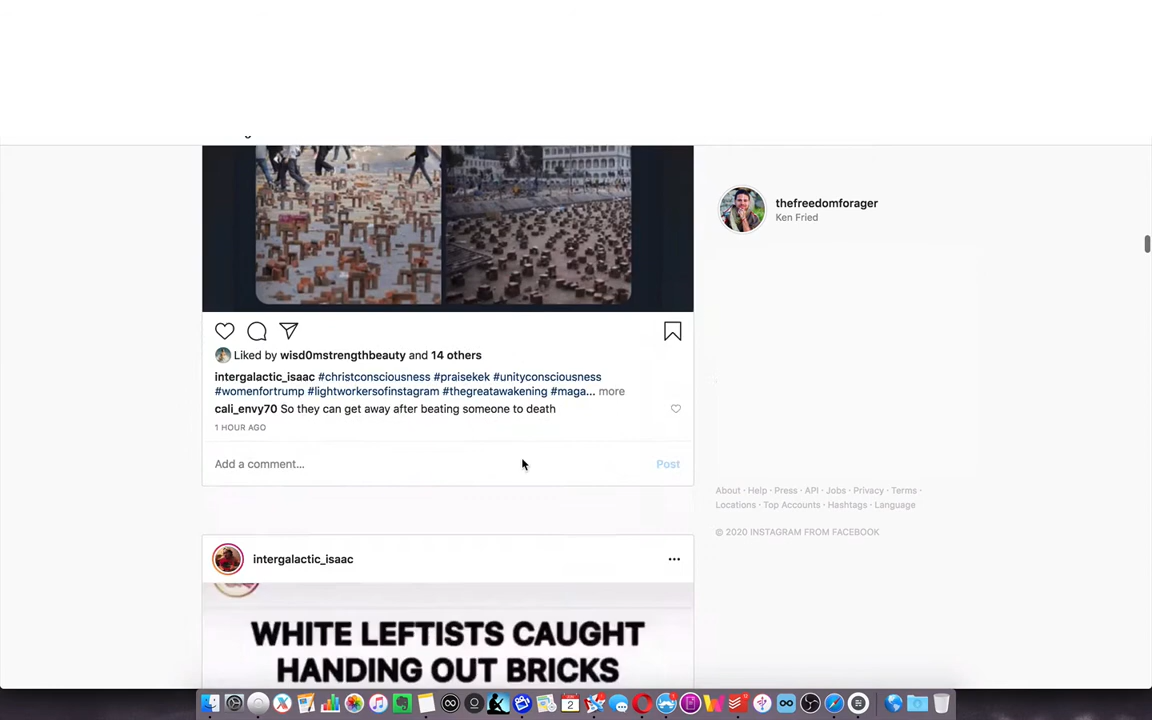 thefreedomforager
Ken Fried
Liked by wisd0mstrengthbeauty and 14 others
intergalactic_isaac #christconsciousness #praisekek #unityconsciousness
#womenfortrump #lightworkersofinstagram #thegreatawakening #maga... more
cali_envy70 So they can get away after beating someone to death
1 HOUR AGO
Add a comment... Post
About · Help · Press · API · Jobs · Privacy · Terms ·
Locations · Top Accounts · Hashtags · Language
© 2020 INSTAGRAM FROM FACEBOOK
intergalactic_isaac
WHITE LEFTISTS CAUGHT
HANDING OUT BRICKS
2